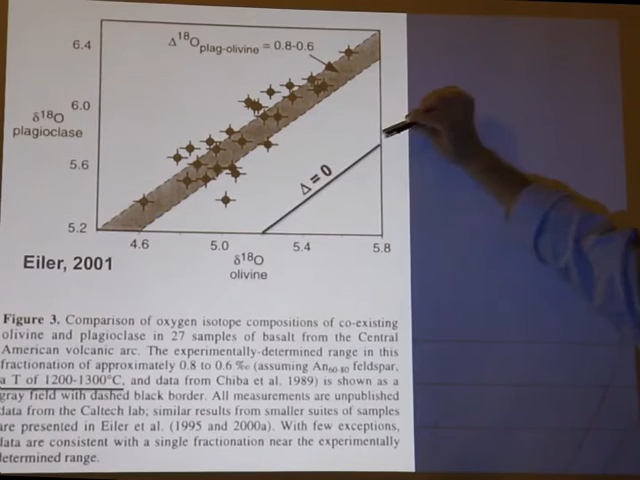 6.4
Δ18Oplag-olivine = 0.8-0.6
δ18O
plagioclase
6.0
5.6
5.2
Δ = 0
4.6 5.0 5.4 5.8
δ18O
olivine
Eiler, 2001
Figure 3. Comparison of oxygen isotope compositions of co-existing
olivine and plagioclase in 27 samples of basalt from the Central
American volcanic arc. The experimentally-determined range in this
fractionation of approximately 0.8 to 0.6 ‰ (assuming An60-80 feldspar,
a T of 1200-1300°C, and data from Chiba et al. 1989) is shown as a
gray field with dashed black border. All measurements are unpublished
data from the Caltech lab; similar results from smaller suites of samples
are presented in Eiler et al. (1995 and 2000a). With few exceptions,
data are consistent with a single fractionation near the experimentally
determined range.